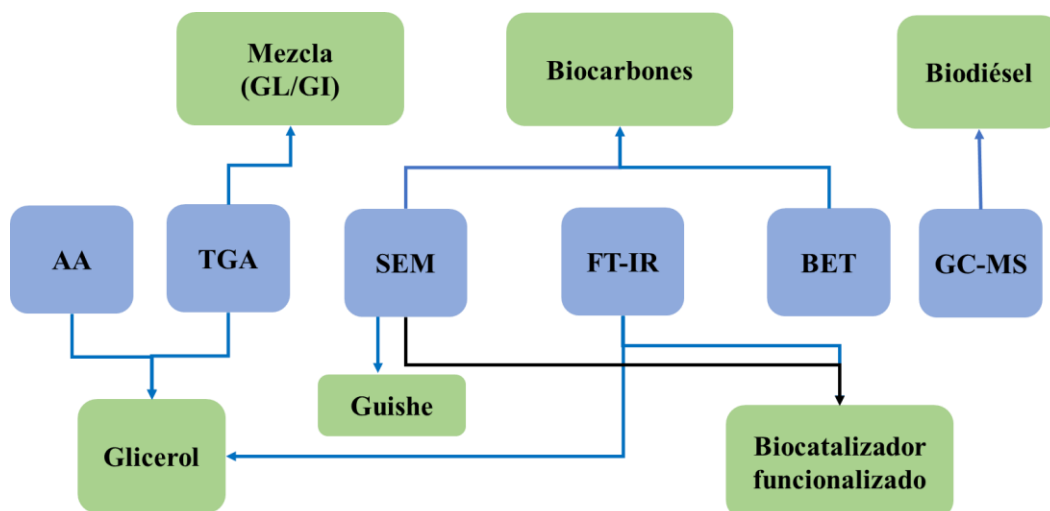 Mezcla
(GL/GI)
Biocarbones
Biodiésel
AA
TGA
SEM
FT-IR
BET
GC-MS
Guishe
Glicerol
Biocatalizador
funcionalizado